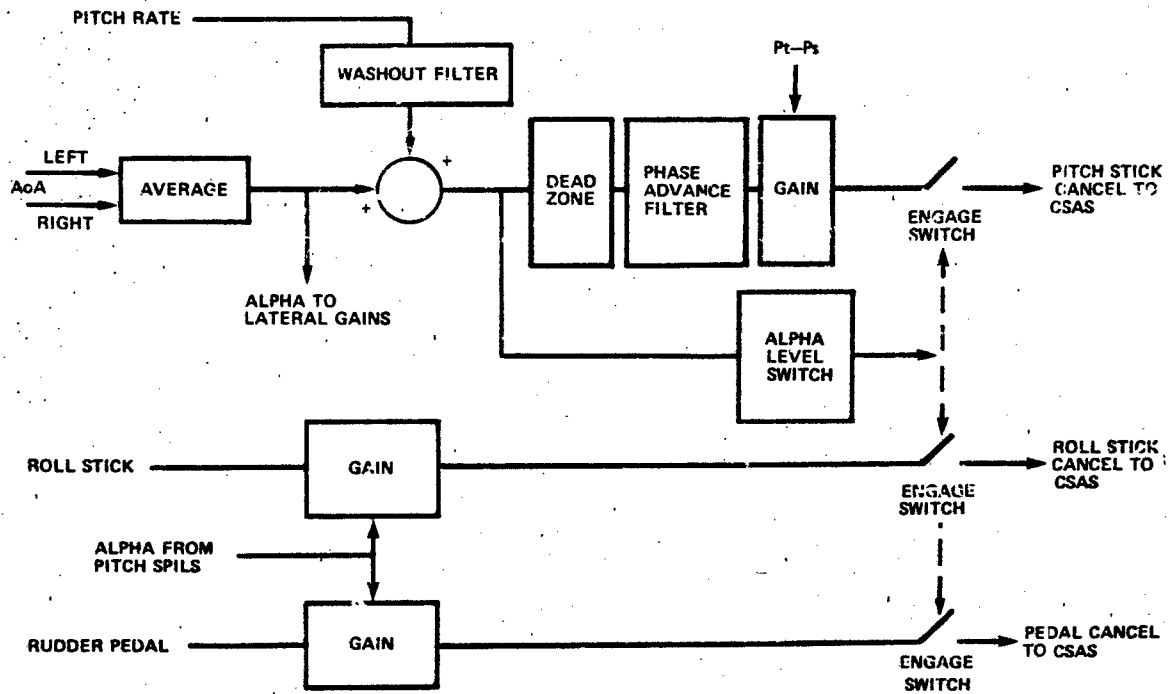 PITCH RATE
WASHOUT FILTER
Pt–Ps
LEFT
AoA
RIGHT
AVERAGE
+
+
DEAD
ZONE
PHASE
ADVANCE
FILTER
GAIN
ENGAGE
SWITCH
PITCH STICK
CANCEL TO
CSAS
ALPHA TO
LATERAL GAINS
ALPHA
LEVEL
SWITCH
ROLL STICK
GAIN
ENGAGE
SWITCH
ROLL STICK
CANCEL TO
CSAS
ALPHA FROM
PITCH SPILS
RUDDER PEDAL
GAIN
ENGAGE
SWITCH
PEDAL CANCEL
TO CSAS